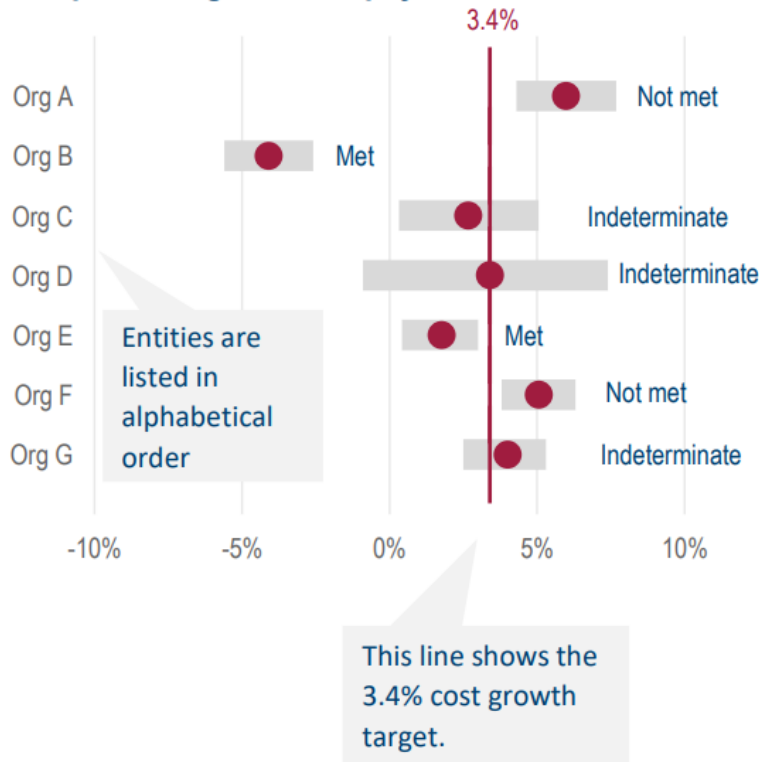 3.4%
Org A
Not met
Org B
Met
Org C
Indeterminate
Org D
Indeterminate
Org E
Met
Org F
Not met
Org G
Indeterminate
Entities are
listed in
alphabetical
order
-10%
-5%
0%
5%
10%
This line shows the
3.4% cost growth
target.